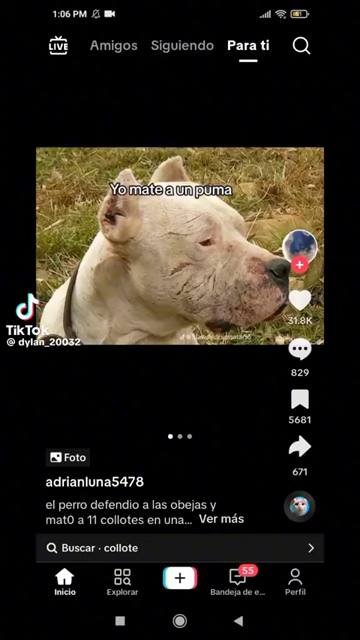 1:06 PM
LIVE
Amigos Siguiendo Para ti
Yo mate a un puma
31.8K
TikTok
@ dylan_20032
829
5681
671
Foto
adrianluna5478
el perro defendio a las obejas y
mat0 a 11 collotes en una... Ver más
Buscar · collote
55
Inicio Explorar Bandeja de e... Perfil